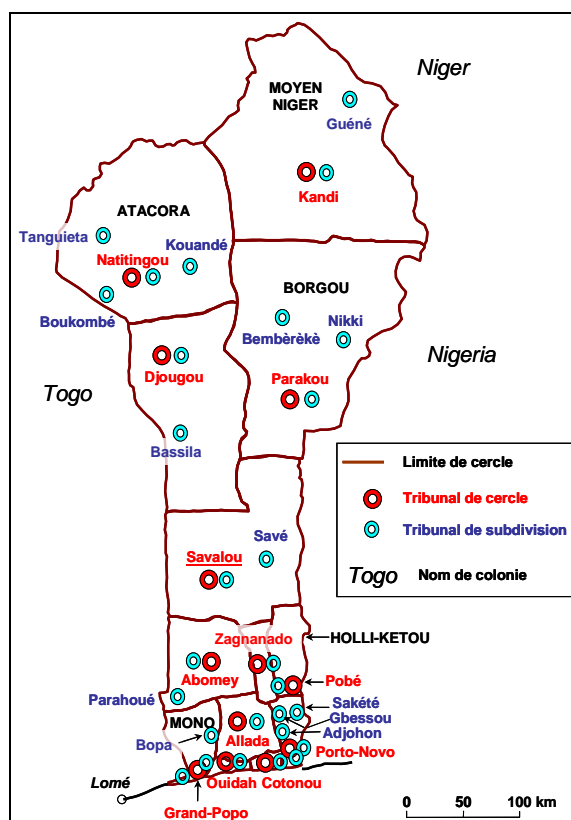 Niger
MOYEN
NIGER
Guéné
Kandi
ATACORA
Tanguieta
Kouandé
Natitingou
BORGOU
Boukombé
Nikki
Bembèrèkè
Nigeria
Djougou
Parakou
Togo
Bassila
Limite de cercle
Tribunal de cercle
Tribunal de subdivision
Togo Nom de colonie
Savé
Savalou
Zagnanado
HOLLI-KETOU
Abomey
Pobé
Parahoué
Sakété
MONO
Gbessou
Adjohon
Bopa
Allada
Porto-Novo
Lomé
Ouidah Cotonou
Grand-Popo
0 50 100 km